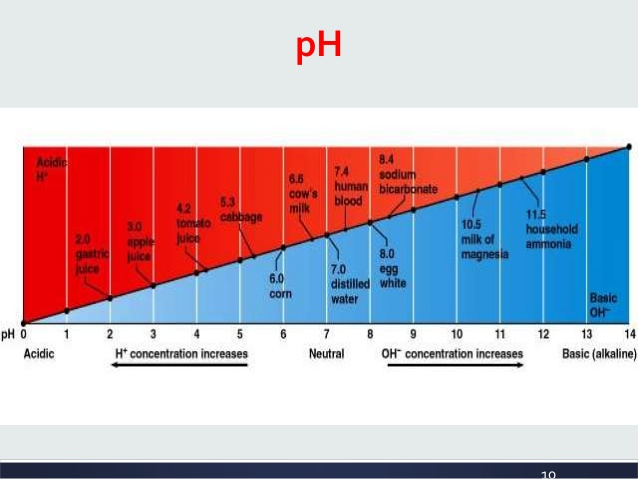 pH
Acidic
H⁺
2.0
gastric
juice
3.0
apple
juice
4.2
tomato
juice
5.3
cabbage
6.0
corn
6.6
cow's
milk
7.0
distilled
water
7.4
human
blood
8.0
egg
white
8.4
sodium
bicarbonate
10.5
milk of
magnesia
11.5
household
ammonia
Basic
OH⁻
pH 0 1 2 3 4 5 6 7 8 9 10 11 12 13 14
Acidic H⁺ concentration increases Neutral OH⁻ concentration increases Basic (alkaline)
10